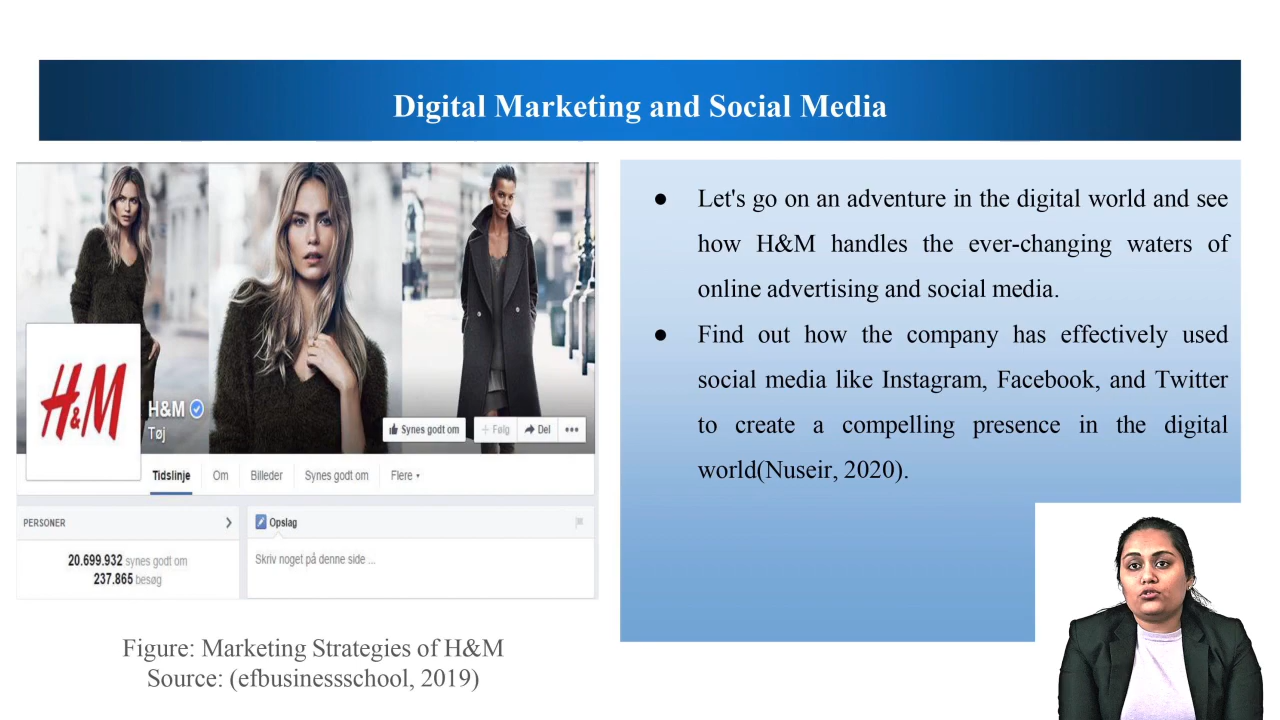 Digital Marketing and Social Media
H&M
H&M
Tøj
Synes godt om
+ Følg
Del
Tidslinje
Om
Billeder
Synes godt om
Flere
PERSONER
20.699.932 synes godt om
237.865 besøg
Opslag
Skriv noget på denne side ...
Figure: Marketing Strategies of H&M
Source: (efbusinessschool, 2019)
● Let's go on an adventure in the digital world and see
how H&M handles the ever-changing waters of
online advertising and social media.
● Find out how the company has effectively used
social media like Instagram, Facebook, and Twitter
to create a compelling presence in the digital
world(Nuseir, 2020).